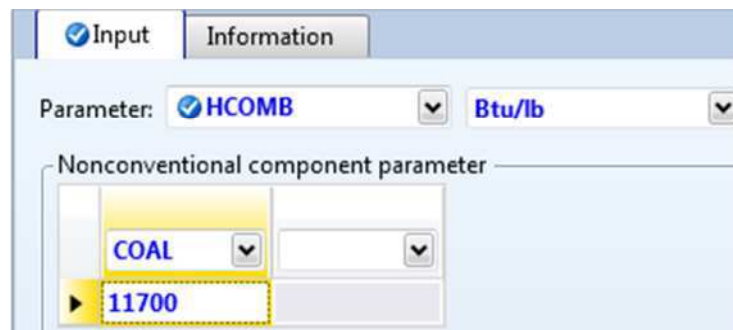 Input Information
Parameter: HCOMB Btu/lb
Nonconventional component parameter
COAL
11700